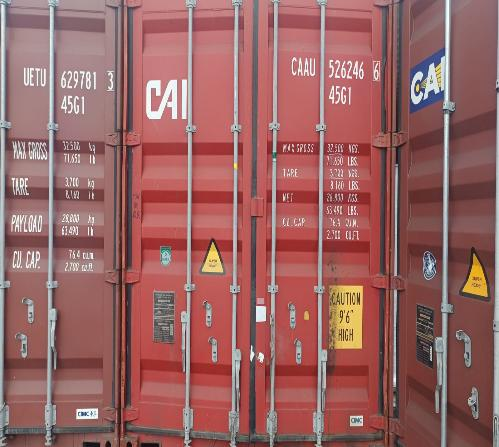 UETU 629781 3
45G1
MAX GROSS 32,500 kg
71,650 lb
TARE 3,700 kg
8,160 lb
PAYLOAD 28,800 kg
63,490 lb
CU. CAP. 76.4 cu.m.
2,700 cu.ft.
CIMC
CAI
CAAU 526246 6
45G1
MAX GROSS 32,500 KGS.
71,650 LBS.
TARE 3,700 KGS.
8,160 LBS.
NET 28,800 KGS.
63,490 LBS.
CU. CAP. 76.4 CU.M.
2,700 CU.FT.
CAUTION
9'6"
HIGH
CIMC
CAI